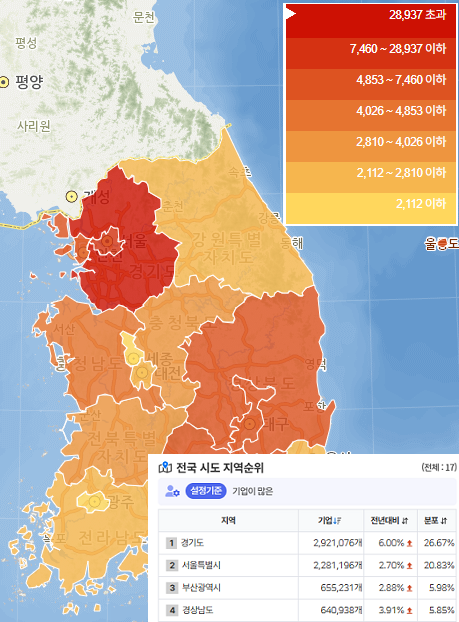 문천
평성
평양
사리원
개성
속초
춘천
강릉
서울
인천
경기도
강원특별
자치도
동해
울릉도
28,937 초과
7,460 ~ 28,937 이하
4,853 ~ 7,460 이하
4,026 ~ 4,853 이하
2,810 ~ 4,026 이하
2,112 ~ 2,810 이하
2,112 이하
서산
충청북도
충청남도
세종
대전
영덕
경상북도
포항
대구
군산
전북특별
자치도
광주
전라남도
전국 시도 지역순위
(전체 : 17)
설정기준 기업이 많은
지역 기업 전년대비 분포
1 경기도 2,921,076개 6.00% 26.67%
2 서울특별시 2,281,196개 2.70% 20.83%
3 부산광역시 655,231개 2.88% 5.98%
4 경상남도 640,938개 3.91% 5.85%